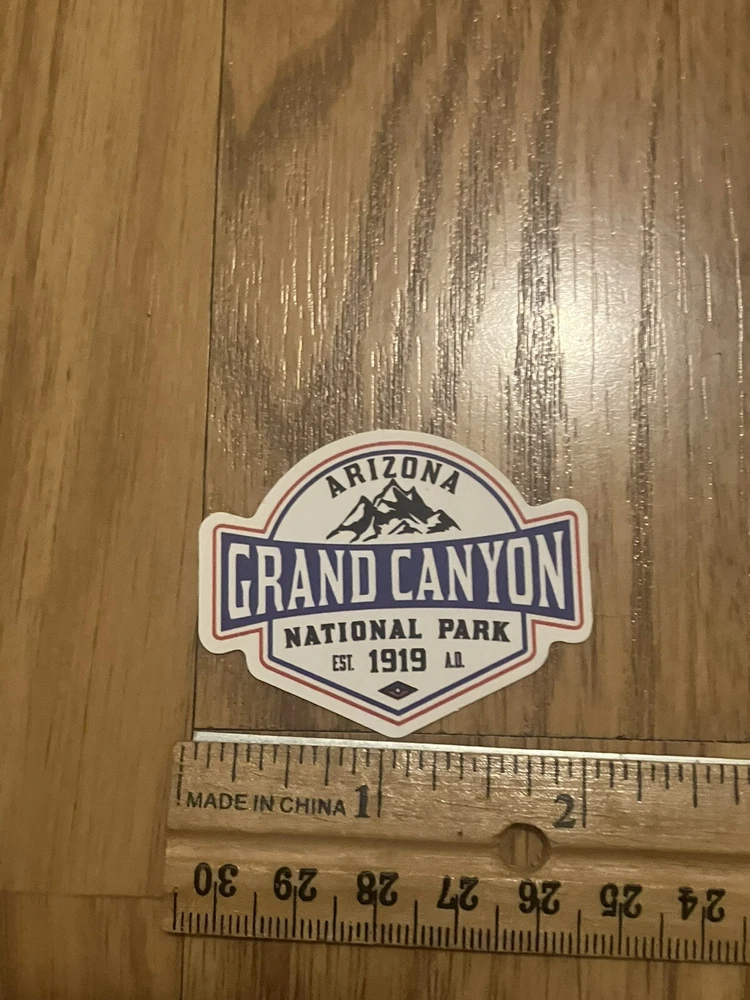 ARIZONA
GRAND CANYON
NATIONAL PARK
EST. 1919 A.D.
MADE IN CHINA 1 2
30 29 28 27 26 25 24